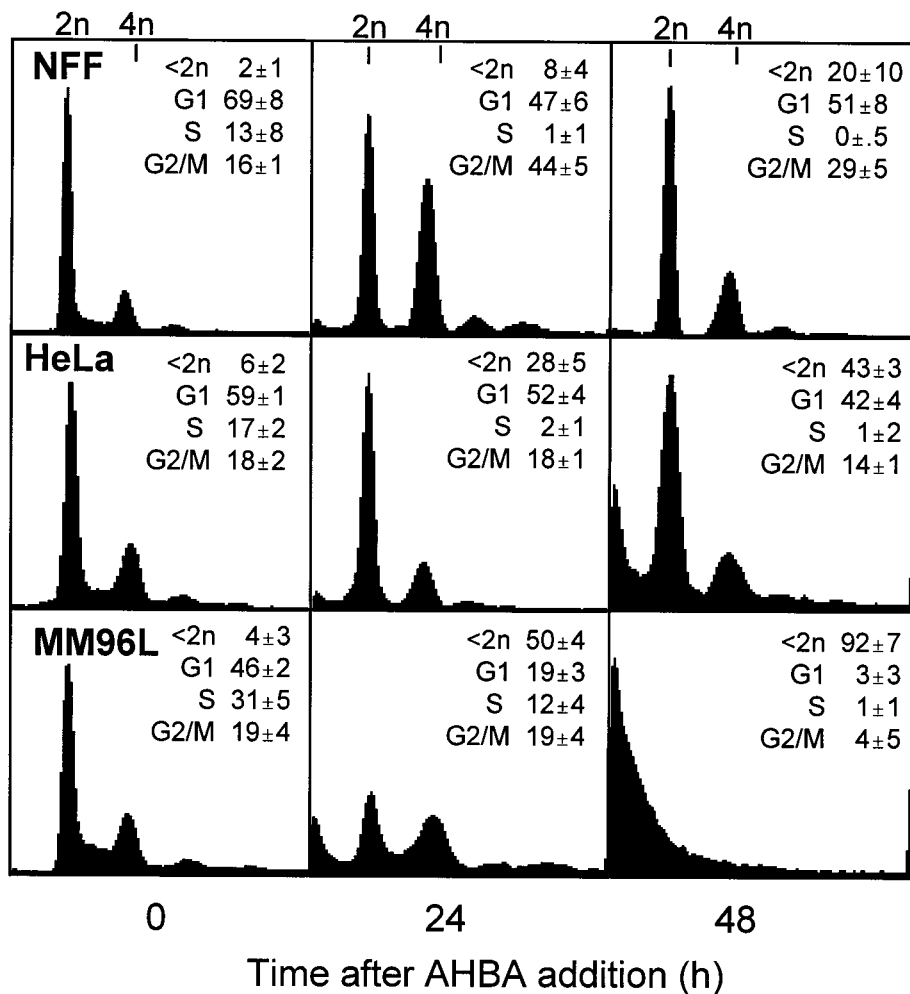 2n 4n 2n 4n 2n 4n
NFF
<2n 2±1
G1 69±8
S 13±8
G2/M 16±1
<2n 8±4
G1 47±6
S 1±1
G2/M 44±5
<2n 20±10
G1 51±8
S 0±.5
G2/M 29±5
HeLa
<2n 6±2
G1 59±1
S 17±2
G2/M 18±2
<2n 28±5
G1 52±4
S 2±1
G2/M 18±1
<2n 43±3
G1 42±4
S 1±2
G2/M 14±1
MM96L
<2n 4±3
G1 46±2
S 31±5
G2/M 19±4
<2n 50±4
G1 19±3
S 12±4
G2/M 19±4
<2n 92±7
G1 3±3
S 1±1
G2/M 4±5
0 24 48
Time after AHBA addition (h)